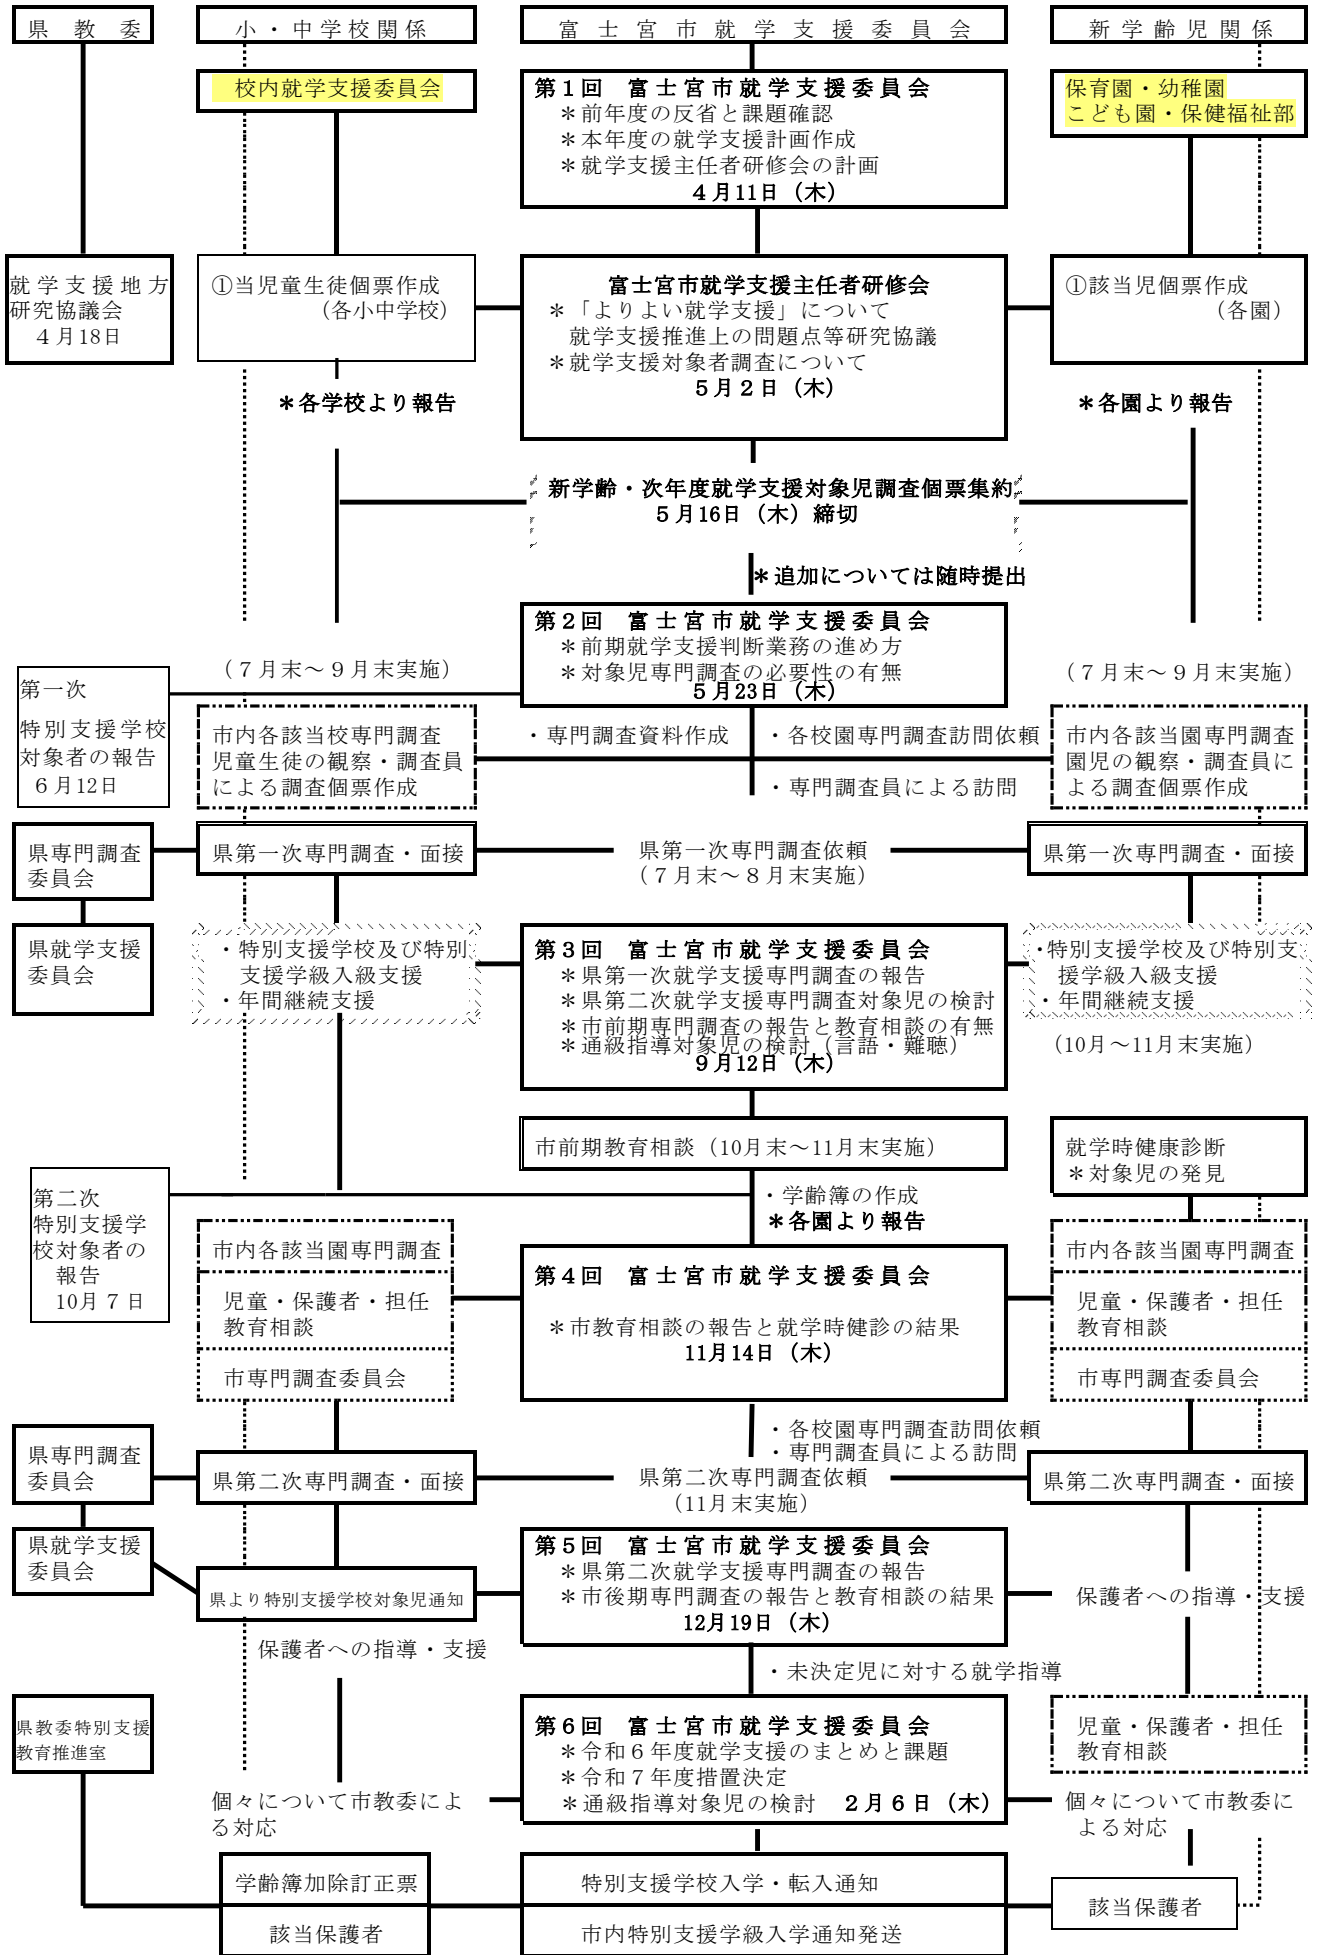 県教委
小・中学校関係
富士宮市就学支援委員会
新学齢児関係
校内就学支援委員会
第１回　富士宮市就学支援委員会
＊前年度の反省と課題確認
＊本年度の就学支援計画作成
＊就学支援主任者研修会の計画
４月11日（木）
保育園・幼稚園
こども園・保健福祉部
就学支援地方
研究協議会
４月18日
①当児童生徒個票作成
（各小中学校）
富士宮市就学支援主任者研修会
＊「よりよい就学支援」について
就学支援推進上の問題点等研究協議
＊就学支援対象者調査について
５月２日（木）
①該当児個票作成
（各園）
＊各学校より報告
＊各園より報告
新学齢・次年度就学支援対象児調査個票集約
５月16日（木）締切
＊追加については随時提出
第２回　富士宮市就学支援委員会
＊前期就学支援判断業務の進め方
＊対象児専門調査の必要性の有無
５月23日（木）
（７月末～９月末実施）
（７月末～９月末実施）
第一次
特別支援学校
対象者の報告
６月12日
市内各該当校専門調査
児童生徒の観察・調査員
による調査個票作成
・専門調査資料作成
・各校園専門調査訪問依頼
・専門調査員による訪問
市内各該当園専門調査
園児の観察・調査員に
よる調査個票作成
県専門調査
委員会
県第一次専門調査・面接
県第一次専門調査依頼
（７月末～８月末実施）
県第一次専門調査・面接
県就学支援
委員会
・特別支援学校及び特別
支援学級入級支援
・年間継続支援
第３回　富士宮市就学支援委員会
＊県第一次就学支援専門調査の報告
＊県第二次就学支援専門調査対象児の検討
＊市前期専門調査の報告と教育相談の有無
＊通級指導対象児の検討（言語・難聴）
９月12日（木）
・特別支援学校及び特別支
援学級入級支援
・年間継続支援
（10月～11月末実施）
市前期教育相談（10月末～11月末実施）
就学時健康診断
＊対象児の発見
第二次
特別支援学
校対象者の
報告
10月７日
・学齢簿の作成
＊各園より報告
市内各該当園専門調査
児童・保護者・担任
教育相談
市専門調査委員会
第４回　富士宮市就学支援委員会
＊市教育相談の報告と就学時健診の結果
11月14日（木）
市内各該当園専門調査
児童・保護者・担任
教育相談
市専門調査委員会
・各校園専門調査訪問依頼
・専門調査員による訪問
県専門調査
委員会
県第二次専門調査・面接
県第二次専門調査依頼
（11月末実施）
県第二次専門調査・面接
県就学支援
委員会
県より特別支援学校対象児通知
第５回　富士宮市就学支援委員会
＊県第二次就学支援専門調査の報告
＊市後期専門調査の報告と教育相談の結果
12月19日（木）
保護者への指導・支援
保護者への指導・支援
・未決定児に対する就学指導
県教委特別支援
教育推進室
第６回　富士宮市就学支援委員会
＊令和６年度就学支援のまとめと課題
＊令和７年度措置決定
＊通級指導対象児の検討　２月６日（木）
児童・保護者・担任
教育相談
個々について市教委によ
る対応
個々について市教委に
よる対応
学齢簿加除訂正票
該当保護者
特別支援学校入学・転入通知
市内特別支援学級入学通知発送
該当保護者